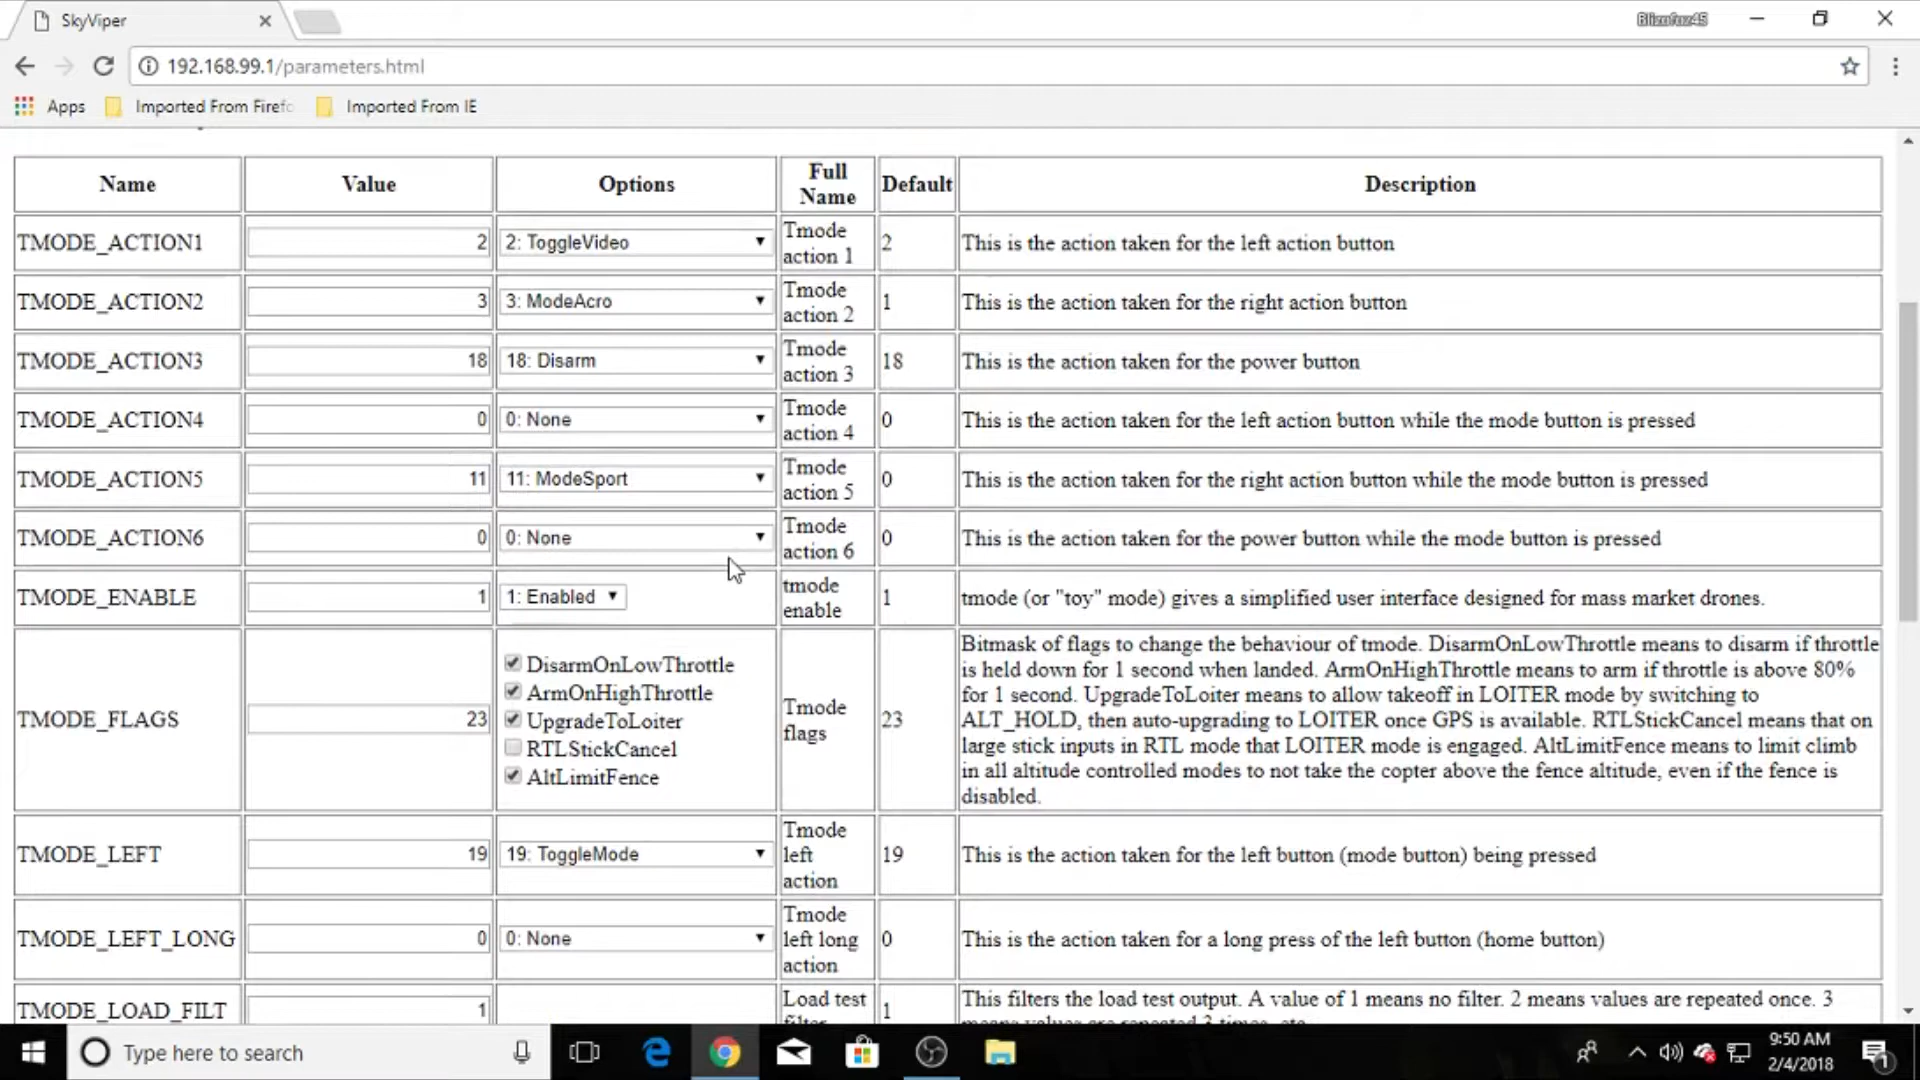 SkyViper
Blizofoz45
192.168.99.1/parameters.html
Apps Imported From Firefo Imported From IE
Name Value Options Full Name Default Description
TMODE_ACTION1 2 2: ToggleVideo Tmode action 1 2 This is the action taken for the left action button
TMODE_ACTION2 3 3: ModeAcro Tmode action 2 1 This is the action taken for the right action button
TMODE_ACTION3 18 18: Disarm Tmode action 3 18 This is the action taken for the power button
TMODE_ACTION4 0 0: None Tmode action 4 0 This is the action taken for the left action button while the mode button is pressed
TMODE_ACTION5 11 11: ModeSport Tmode action 5 0 This is the action taken for the right action button while the mode button is pressed
TMODE_ACTION6 0 0: None Tmode action 6 0 This is the action taken for the power button while the mode button is pressed
TMODE_ENABLE 1 1: Enabled tmode enable 1 tmode (or "toy" mode) gives a simplified user interface designed for mass market drones.
TMODE_FLAGS 23
DisarmOnLowThrottle
ArmOnHighThrottle
UpgradeToLoiter
RTLStickCancel
AltLimitFence
Tmode flags 23
Bitmask of flags to change the behaviour of tmode. DisarmOnLowThrottle means to disarm if throttle
is held down for 1 second when landed. ArmOnHighThrottle means to arm if throttle is above 80%
for 1 second. UpgradeToLoiter means to allow takeoff in LOITER mode by switching to
ALT_HOLD, then auto-upgrading to LOITER once GPS is available. RTLStickCancel means that on
large stick inputs in RTL mode that LOITER mode is engaged. AltLimitFence means to limit climb
in all altitude controlled modes to not take the copter above the fence altitude, even if the fence is
disabled.
TMODE_LEFT 19 19: ToggleMode Tmode left action 19 This is the action taken for the left button (mode button) being pressed
TMODE_LEFT_LONG 0 0: None Tmode left long action 0 This is the action taken for a long press of the left button (home button)
TMODE_LOAD_FILT 1 Load test filter 1 This filters the load test output. A value of 1 means no filter. 2 means values are repeated once. 3
means values are repeated 3 times, etc
Type here to search
9:50 AM
2/4/2018
1